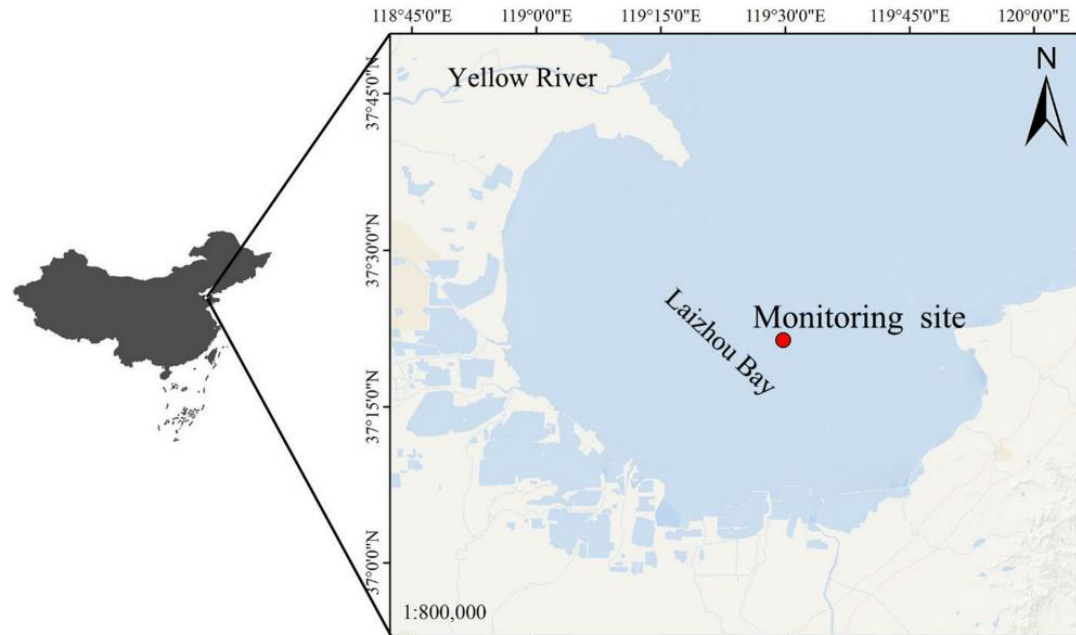 118°45'0"E
119°0'0"E
119°15'0"E
119°30'0"E
119°45'0"E
120°0'0"E
N
Yellow River
37°45'0"N
37°30'0"N
Laizhou Bay
Monitoring site
37°15'0"N
37°0'0"N
1:800,000